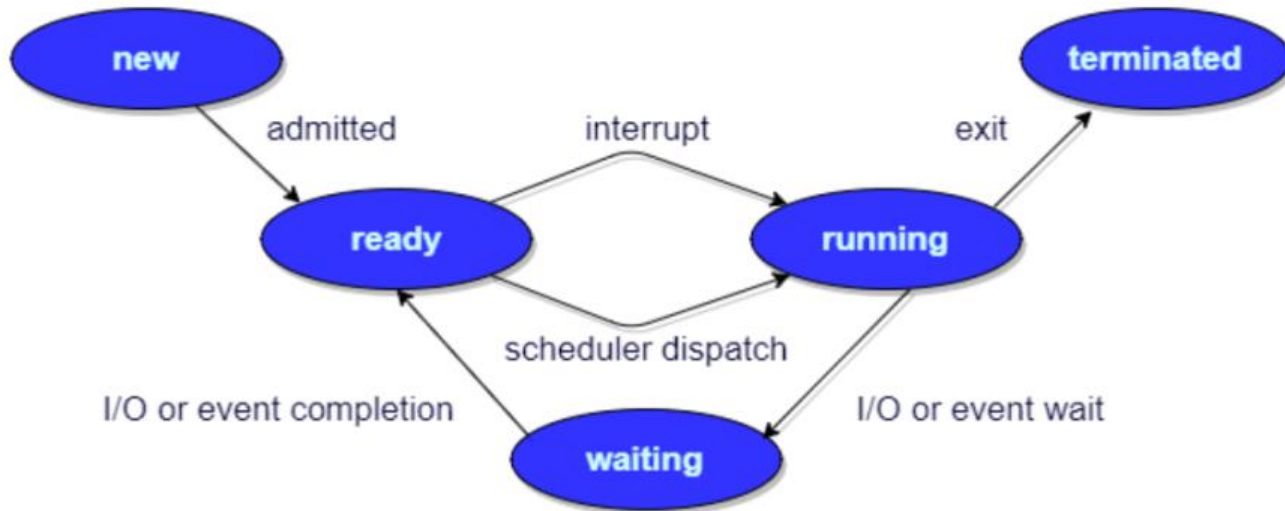 new
terminated
admitted
interrupt
exit
ready
running
scheduler dispatch
I/O or event completion
I/O or event wait
waiting